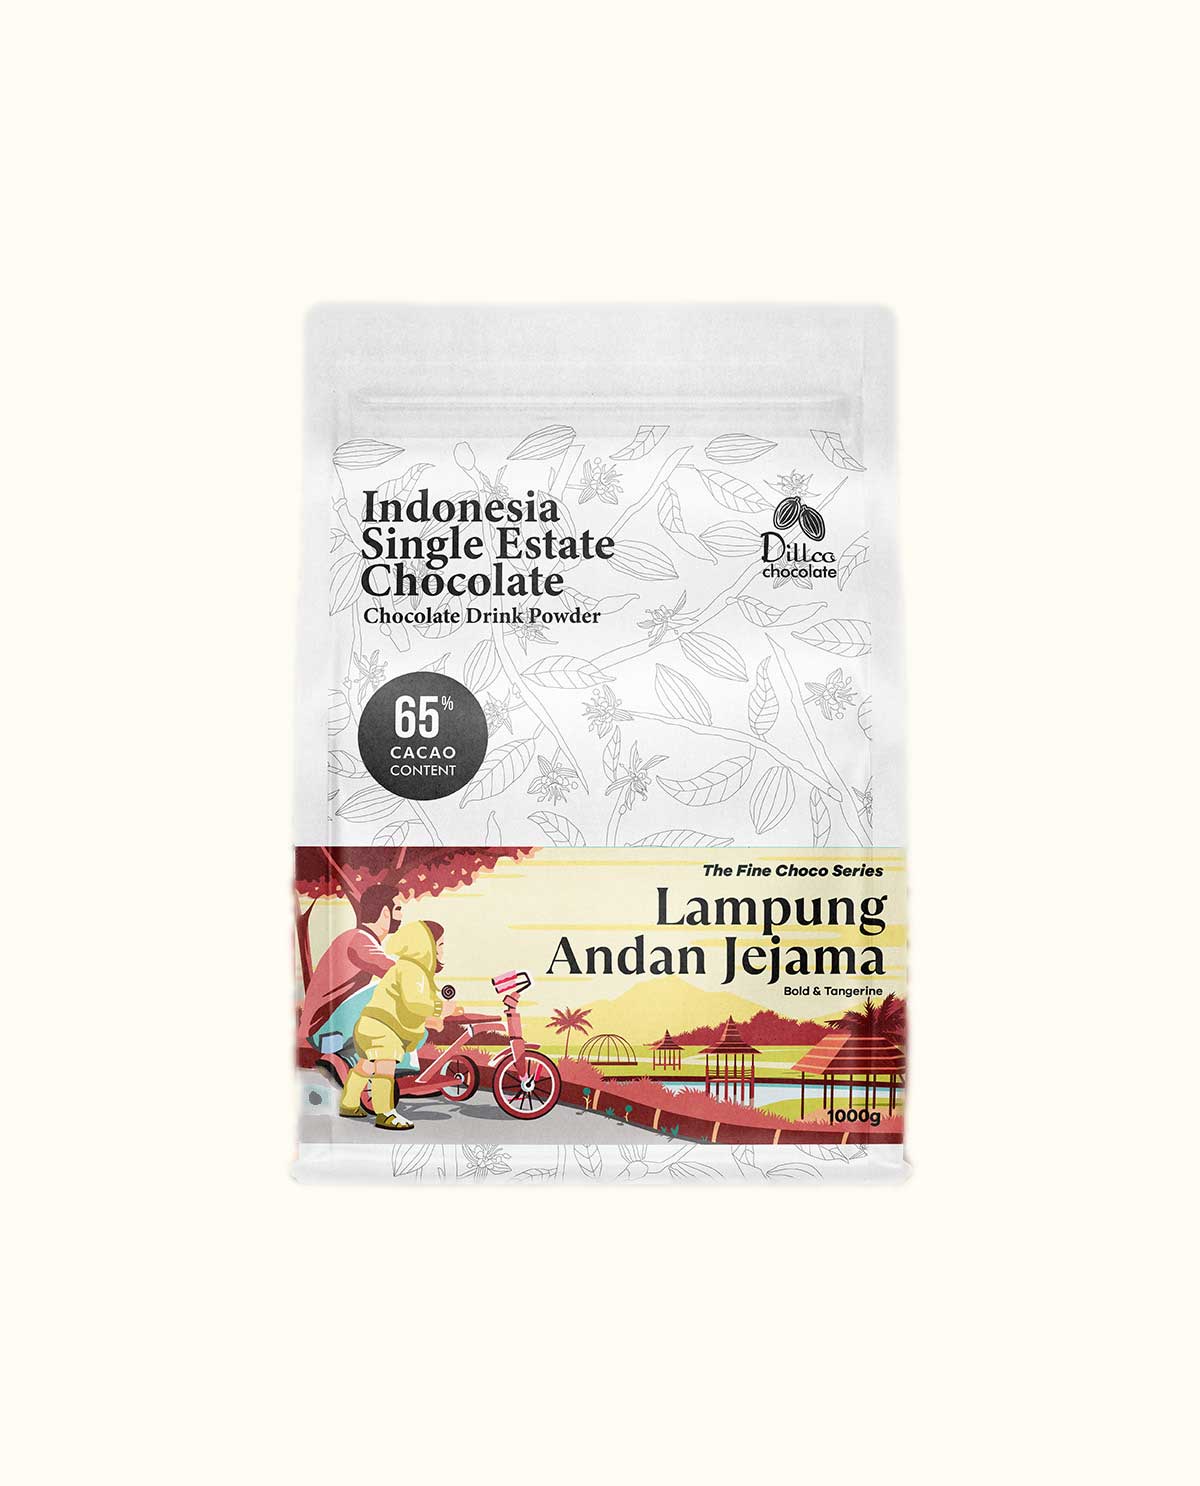 Indonesia
Single Estate
Chocolate
Chocolate Drink Powder
Dillco
chocolate
65%
CACAO
CONTENT
The Fine Choco Series
Lampung
Andan Jejama
Bold & Tangerine
1000g